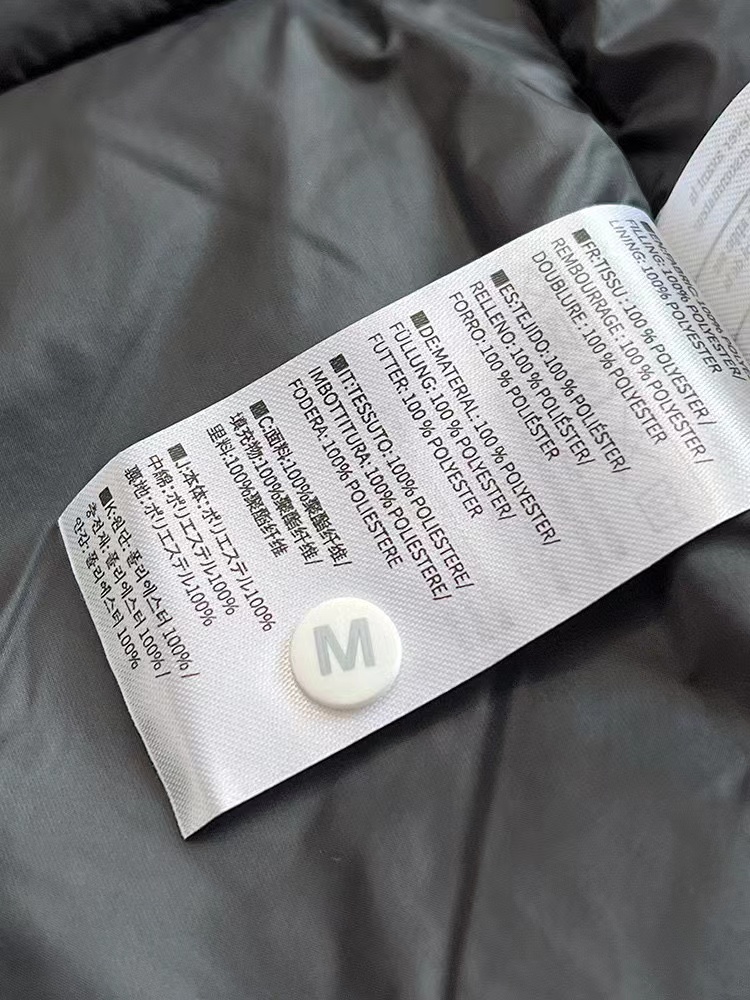 FILLING: 100% POLYESTER/
LINING: 100% POLYESTER
■FR:TISSU: 100 % POLYESTER/
REMBOURRAGE: 100 % POLYESTER/
DOUBLURE: 100 % POLYESTER
■ES:TEJIDO: 100 % POLIÉSTER/
RELLENO: 100 % POLIÉSTER/
FORRO: 100 % POLIÉSTER
■DE:MATERIAL: 100 % POLYESTER/
FÜLLUNG: 100 % POLYESTER/
FUTTER: 100 % POLYESTER
■IT:TESSUTO: 100% POLIESTERE/
IMBOTTITURA: 100% POLIESTERE/
FODERA: 100% POLIESTERE
■C:面料:100%聚酯纤维/
填充物:100%聚酯纤维/
里料:100%聚酯纤维
■J:本体:ポリエステル100%
中綿:ポリエステル100%
裏地:ポリエステル100%
■K:원단: 폴리에스터 100%/
충전재: 폴리에스터 100% /
안감: 폴리에스터 100%
M